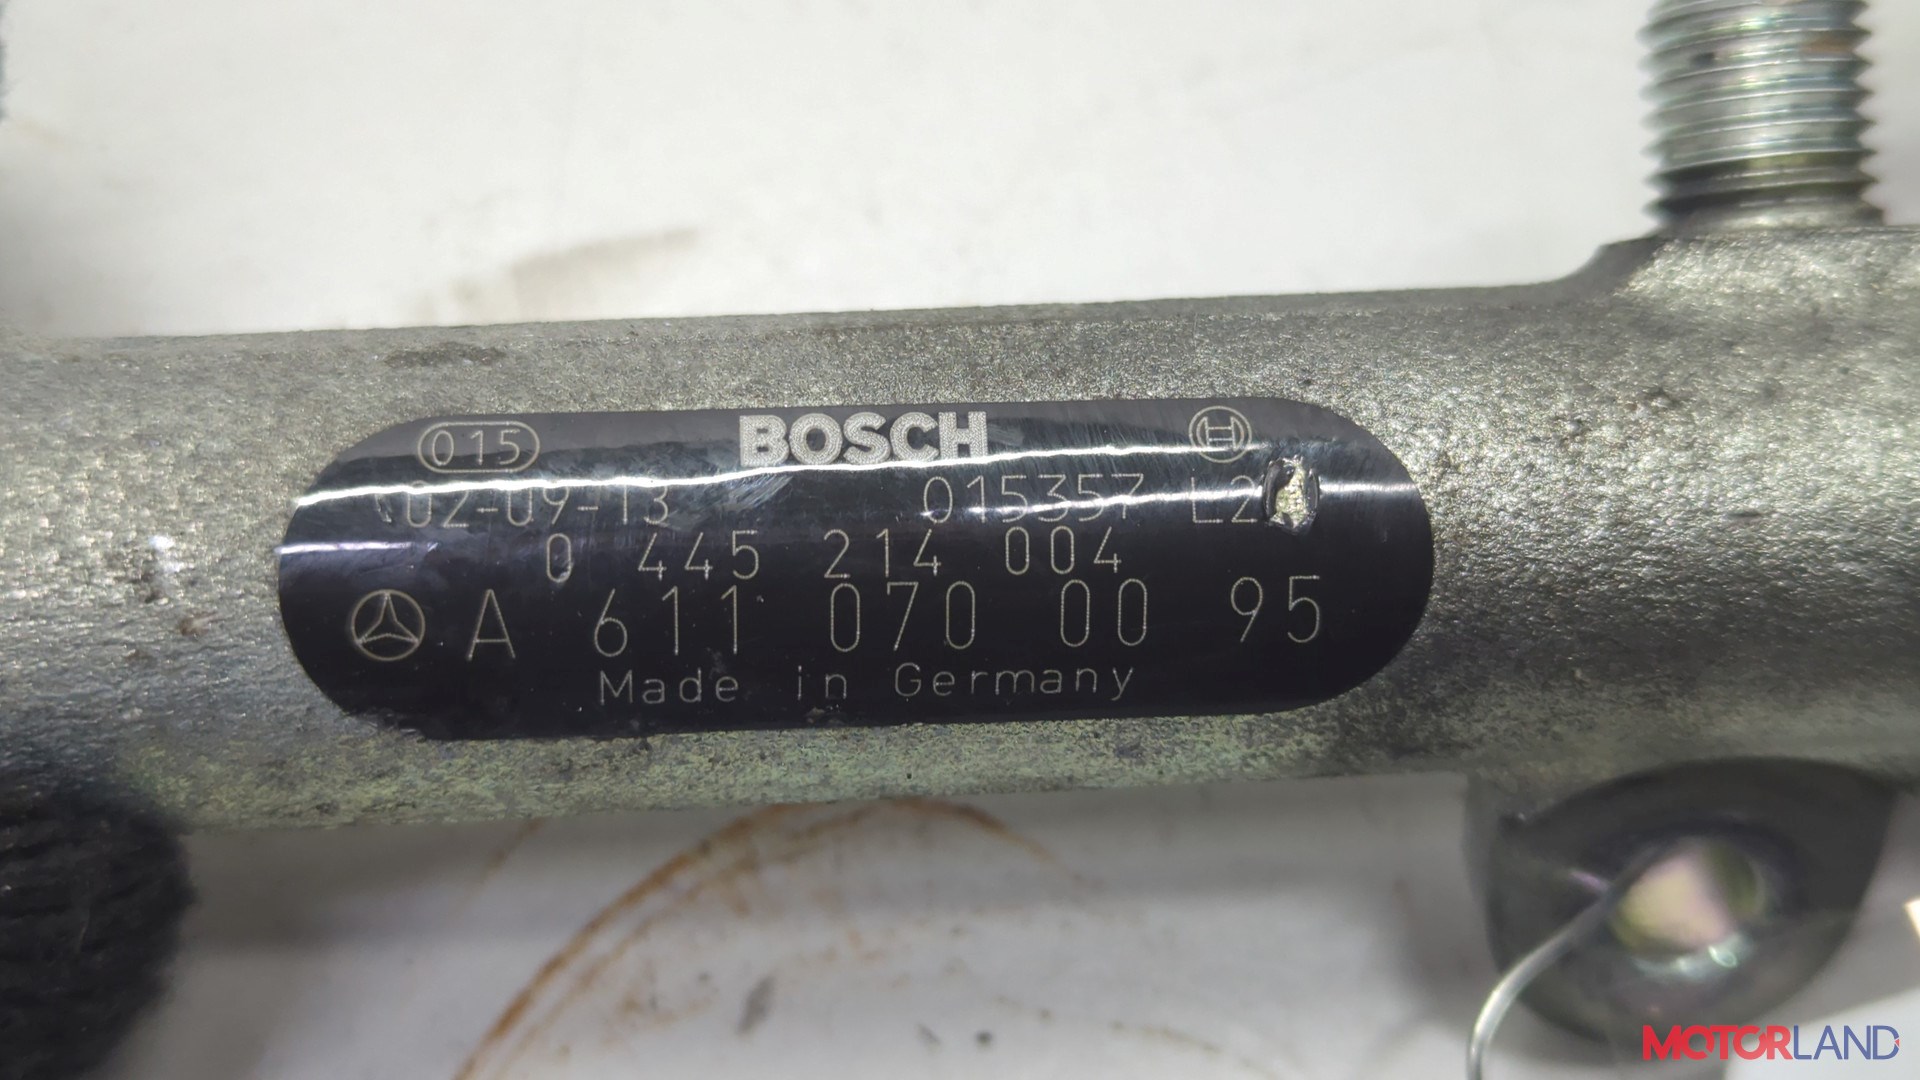 015 BOSCH
02-09-13 015357 L2
0 445 214 004
A 611 070 00 95
Made in Germany
MOTORLAND